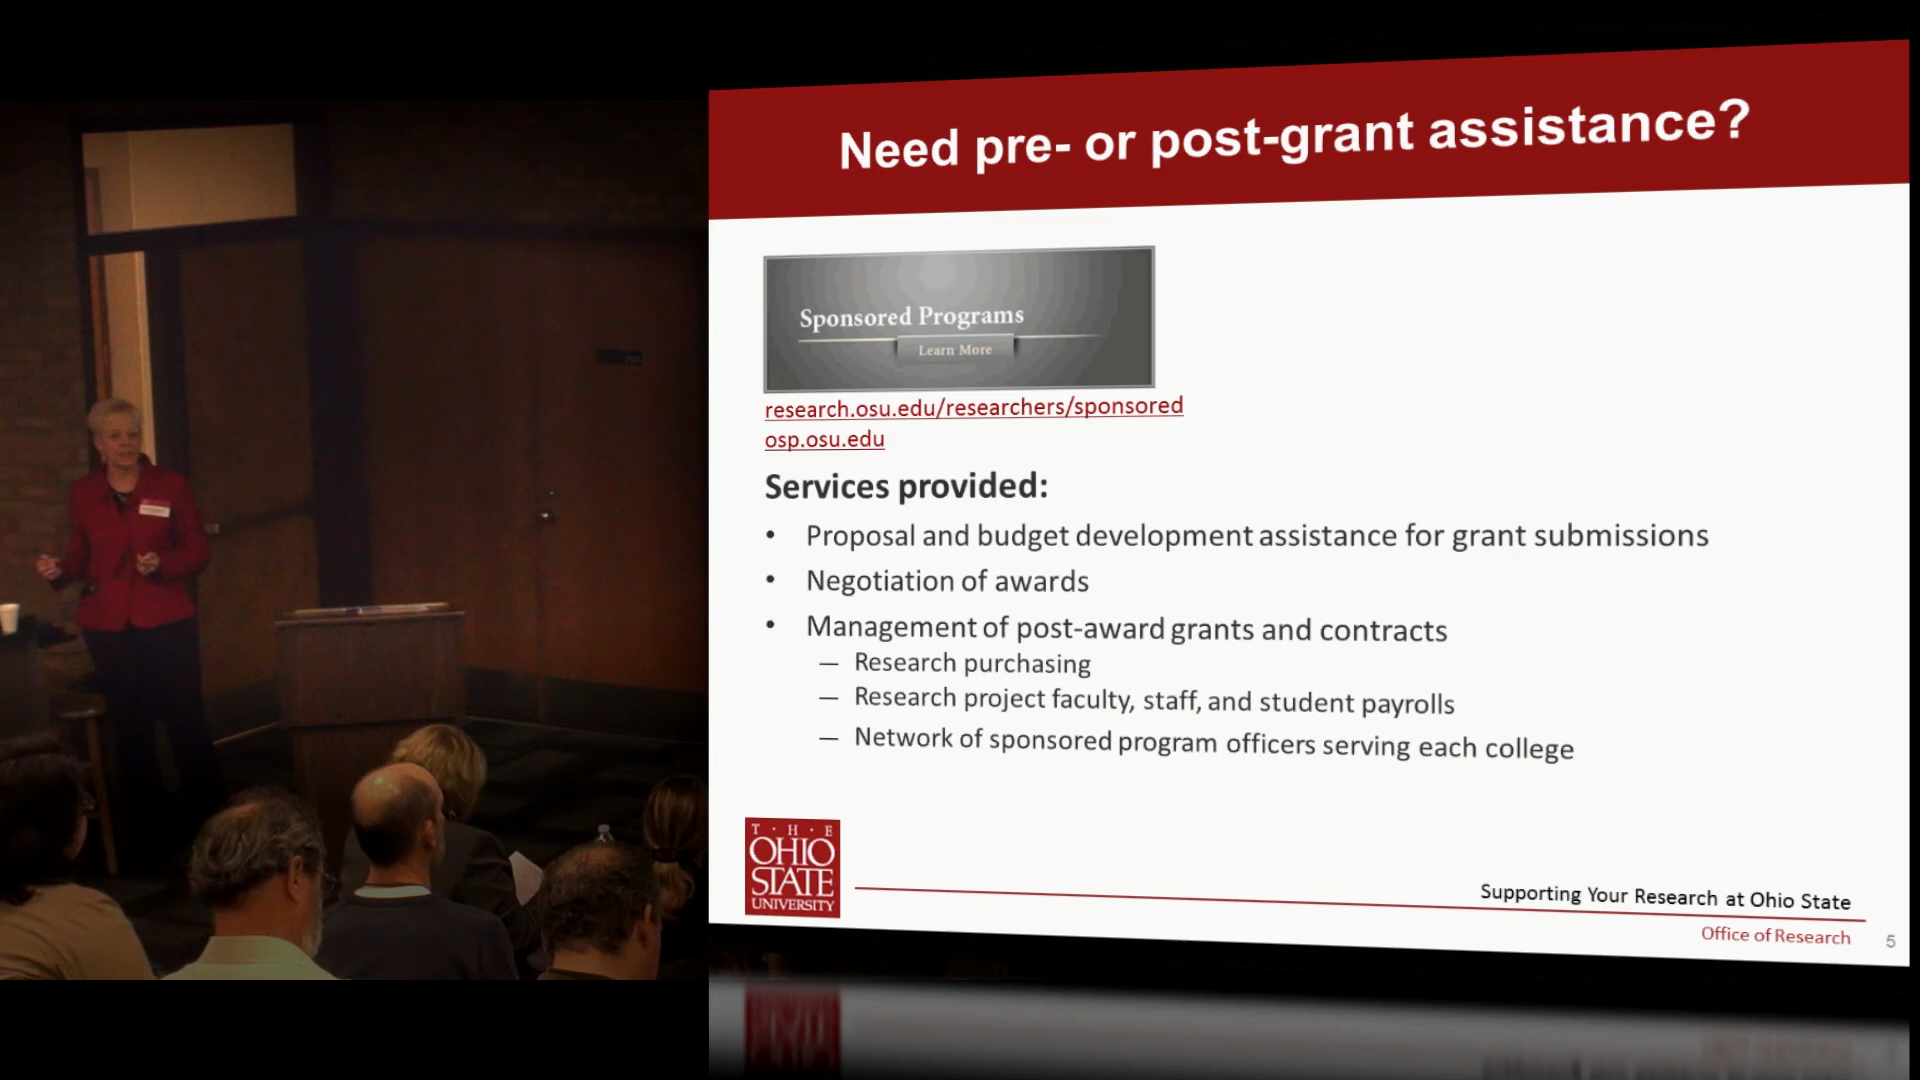 Need pre- or post-grant assistance?
Sponsored Programs
Learn More
research.osu.edu/researchers/sponsored
osp.osu.edu
Services provided:
• Proposal and budget development assistance for grant submissions
• Negotiation of awards
• Management of post-award grants and contracts
— Research purchasing
— Research project faculty, staff, and student payrolls
— Network of sponsored program officers serving each college
T · H · E
OHIO
STATE
UNIVERSITY
Supporting Your Research at Ohio State
Office of Research
5